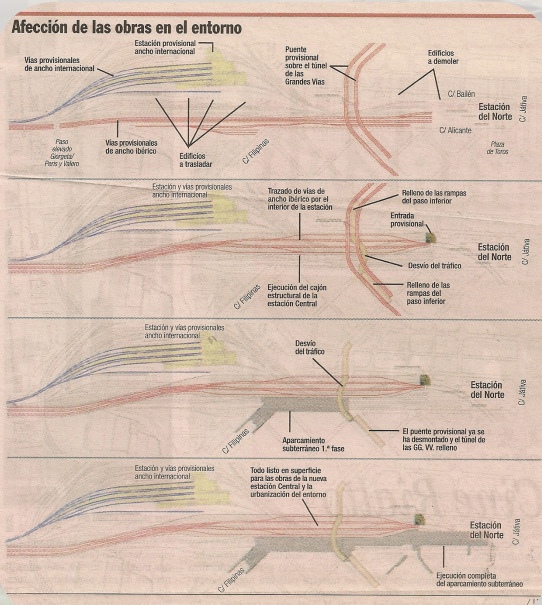 Afección de las obras en el entorno
Estación provisional
ancho internacional
Vías provisionales
de ancho internacional
Puente
provisional
sobre el túnel
de las
Grandes Vías
Edificios
a demoler
C/ Bailén
Estación
del Norte
C/ Játiva
C/ Alicante
Plaza
de Toros
Paso
elevado
Giorgeta/
Peris y Valero
Vías provisionales
de ancho ibérico
Edificios
a trasladar
C/ Filipinas
Estación y vías provisionales
ancho internacional
Trazado de vías de
ancho ibérico por el
interior de la estación
Relleno de las rampas
del paso inferior
Entrada
provisional
Estación
del Norte
C/ Játiva
Desvío del tráfico
C/ Filipinas
Ejecución del cajón
estructural de la
estación Central
Relleno de las
rampas del
paso inferior
Estación y vías provisionales
ancho internacional
Desvío
del tráfico
Estación
del Norte
C/ Játiva
C/ Filipinas
Aparcamiento
subterráneo 1.ª fase
El puente provisional ya se
ha desmontado y el túnel de
las GG. VV. relleno
Estación y vías provisionales
ancho internacional
Todo listo en superficie
para las obras de la nueva
estación Central y la
urbanización del entorno
Estación
del Norte
C/ Játiva
C/ Filipinas
Ejecución completa
del aparcamiento subterráneo